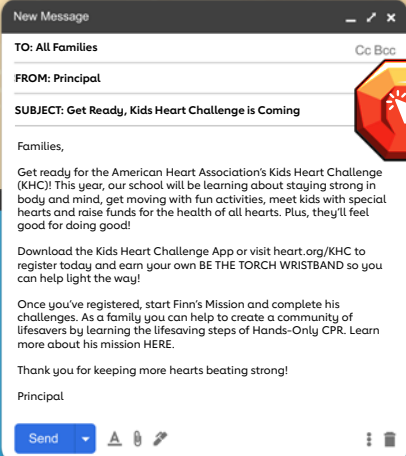 New Message
TO: All Families
Cc Bcc
FROM: Principal
SUBJECT: Get Ready, Kids Heart Challenge is Coming
Families,
Get ready for the American Heart Association's Kids Heart Challenge
(KHC)! This year, our school will be learning about staying strong in
body and mind, get moving with fun activities, meet kids with special
hearts and raise funds for the health of all hearts. Plus, they'll feel
good for doing good!
Download the Kids Heart Challenge App or visit heart.org/KHC to
register today and earn your own BE THE TORCH WRISTBAND so you
can help light the way!
Once you've registered, start Finn's Mission and complete his
challenges. As a family you can help to create a community of
lifesavers by learning the lifesaving steps of Hands-Only CPR. Learn
more about his mission HERE.
Thank you for keeping more hearts beating strong!
Principal
Send
A